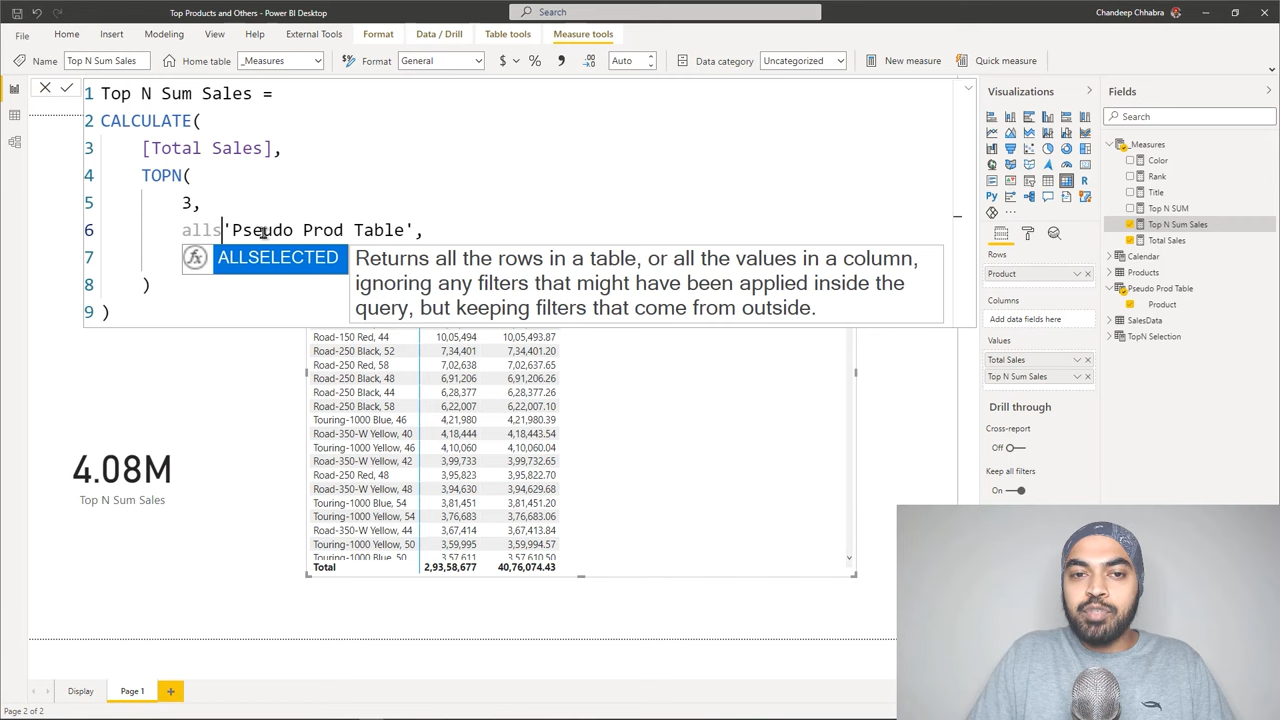 Top Products and Others - Power BI Desktop
Search
Chandeep Chhabra
File
Home
Insert
Modeling
View
Help
External Tools
Format
Data / Drill
Table tools
Measure tools
Name
Top N Sum Sales
Home table
_Measures
Format
General
$
%
Auto
Data category
Uncategorized
New measure
Quick measure
1 Top N Sum Sales =
2 CALCULATE(
3 [Total Sales],
4 TOPN(
5 3,
6 alls'Pseudo Prod Table',
7
ALLSELECTED
Returns all the rows in a table, or all the values in a column,
ignoring any filters that might have been applied inside the
query, but keeping filters that come from outside.
8 )
9 )
Road-150 Red, 44 10,05,494 10,05,493.87
Road-250 Black, 52 7,34,401 7,34,401.20
Road-250 Red, 58 7,02,638 7,02,637.65
Road-250 Black, 48 6,91,206 6,91,206.26
Road-250 Black, 44 6,28,377 6,28,377.26
Road-250 Black, 58 6,22,007 6,22,007.10
Touring-1000 Blue, 46 4,21,980 4,21,980.39
Road-350-W Yellow, 40 4,18,444 4,18,443.54
Touring-1000 Yellow, 46 4,10,060 4,10,060.04
Road-350-W Yellow, 42 3,99,733 3,99,732.65
Road-250 Red, 48 3,95,823 3,95,822.70
Road-350-W Yellow, 48 3,94,630 3,94,629.68
Touring-1000 Blue, 54 3,81,451 3,81,451.20
Touring-1000 Yellow, 54 3,76,683 3,76,683.06
Road-350-W Yellow, 44 3,67,414 3,67,413.84
Touring-1000 Yellow, 50 3,59,995 3,59,994.57
Touring-1000 Blue, 50 3,57,611 3,57,610.50
Total 2,93,58,677 40,76,074.43
4.08M
Top N Sum Sales
Visualizations
Py
R
Rows
Product
Columns
Add data fields here
Values
Total Sales
Top N Sum Sales
Drill through
Cross-report
Off
Keep all filters
On
Fields
Search
_Measures
Color
Rank
Title
Top N SUM
Top N Sum Sales
Total Sales
Calendar
Products
Pseudo Prod Table
Product
SalesData
TopN Selection
Display
Page 1
Page 2 of 2